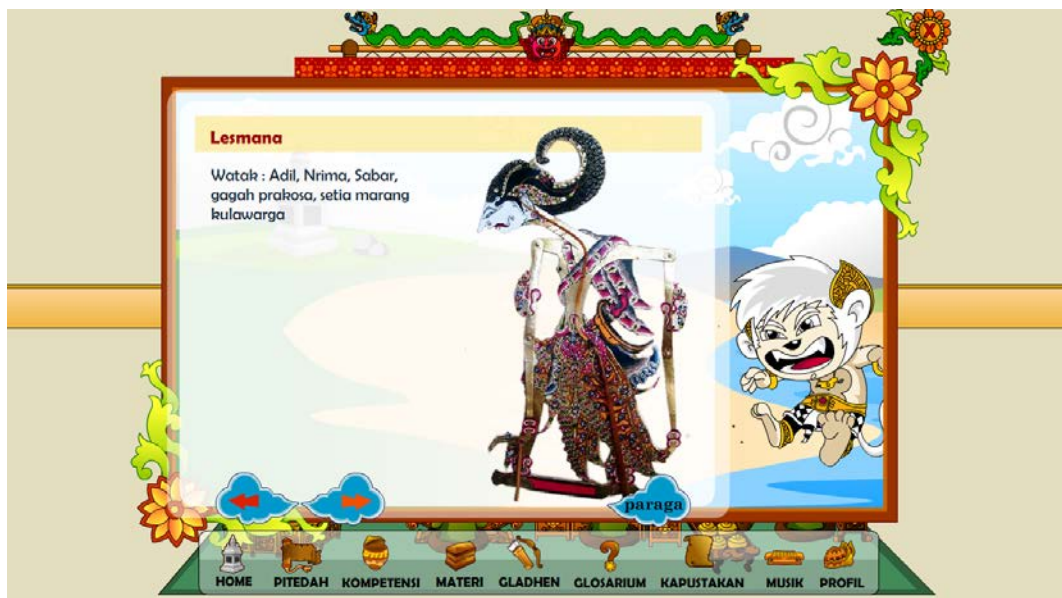 X
Lesmana
Watak : Adil, Nrima, Sabar,
gagah prakosa, setia marang
kulawarga
paraga
HOME PITEDAH KOMPETENSI MATERI GLADHEN GLOSARIUM KAPUSTAKAN MUSIK PROFIL